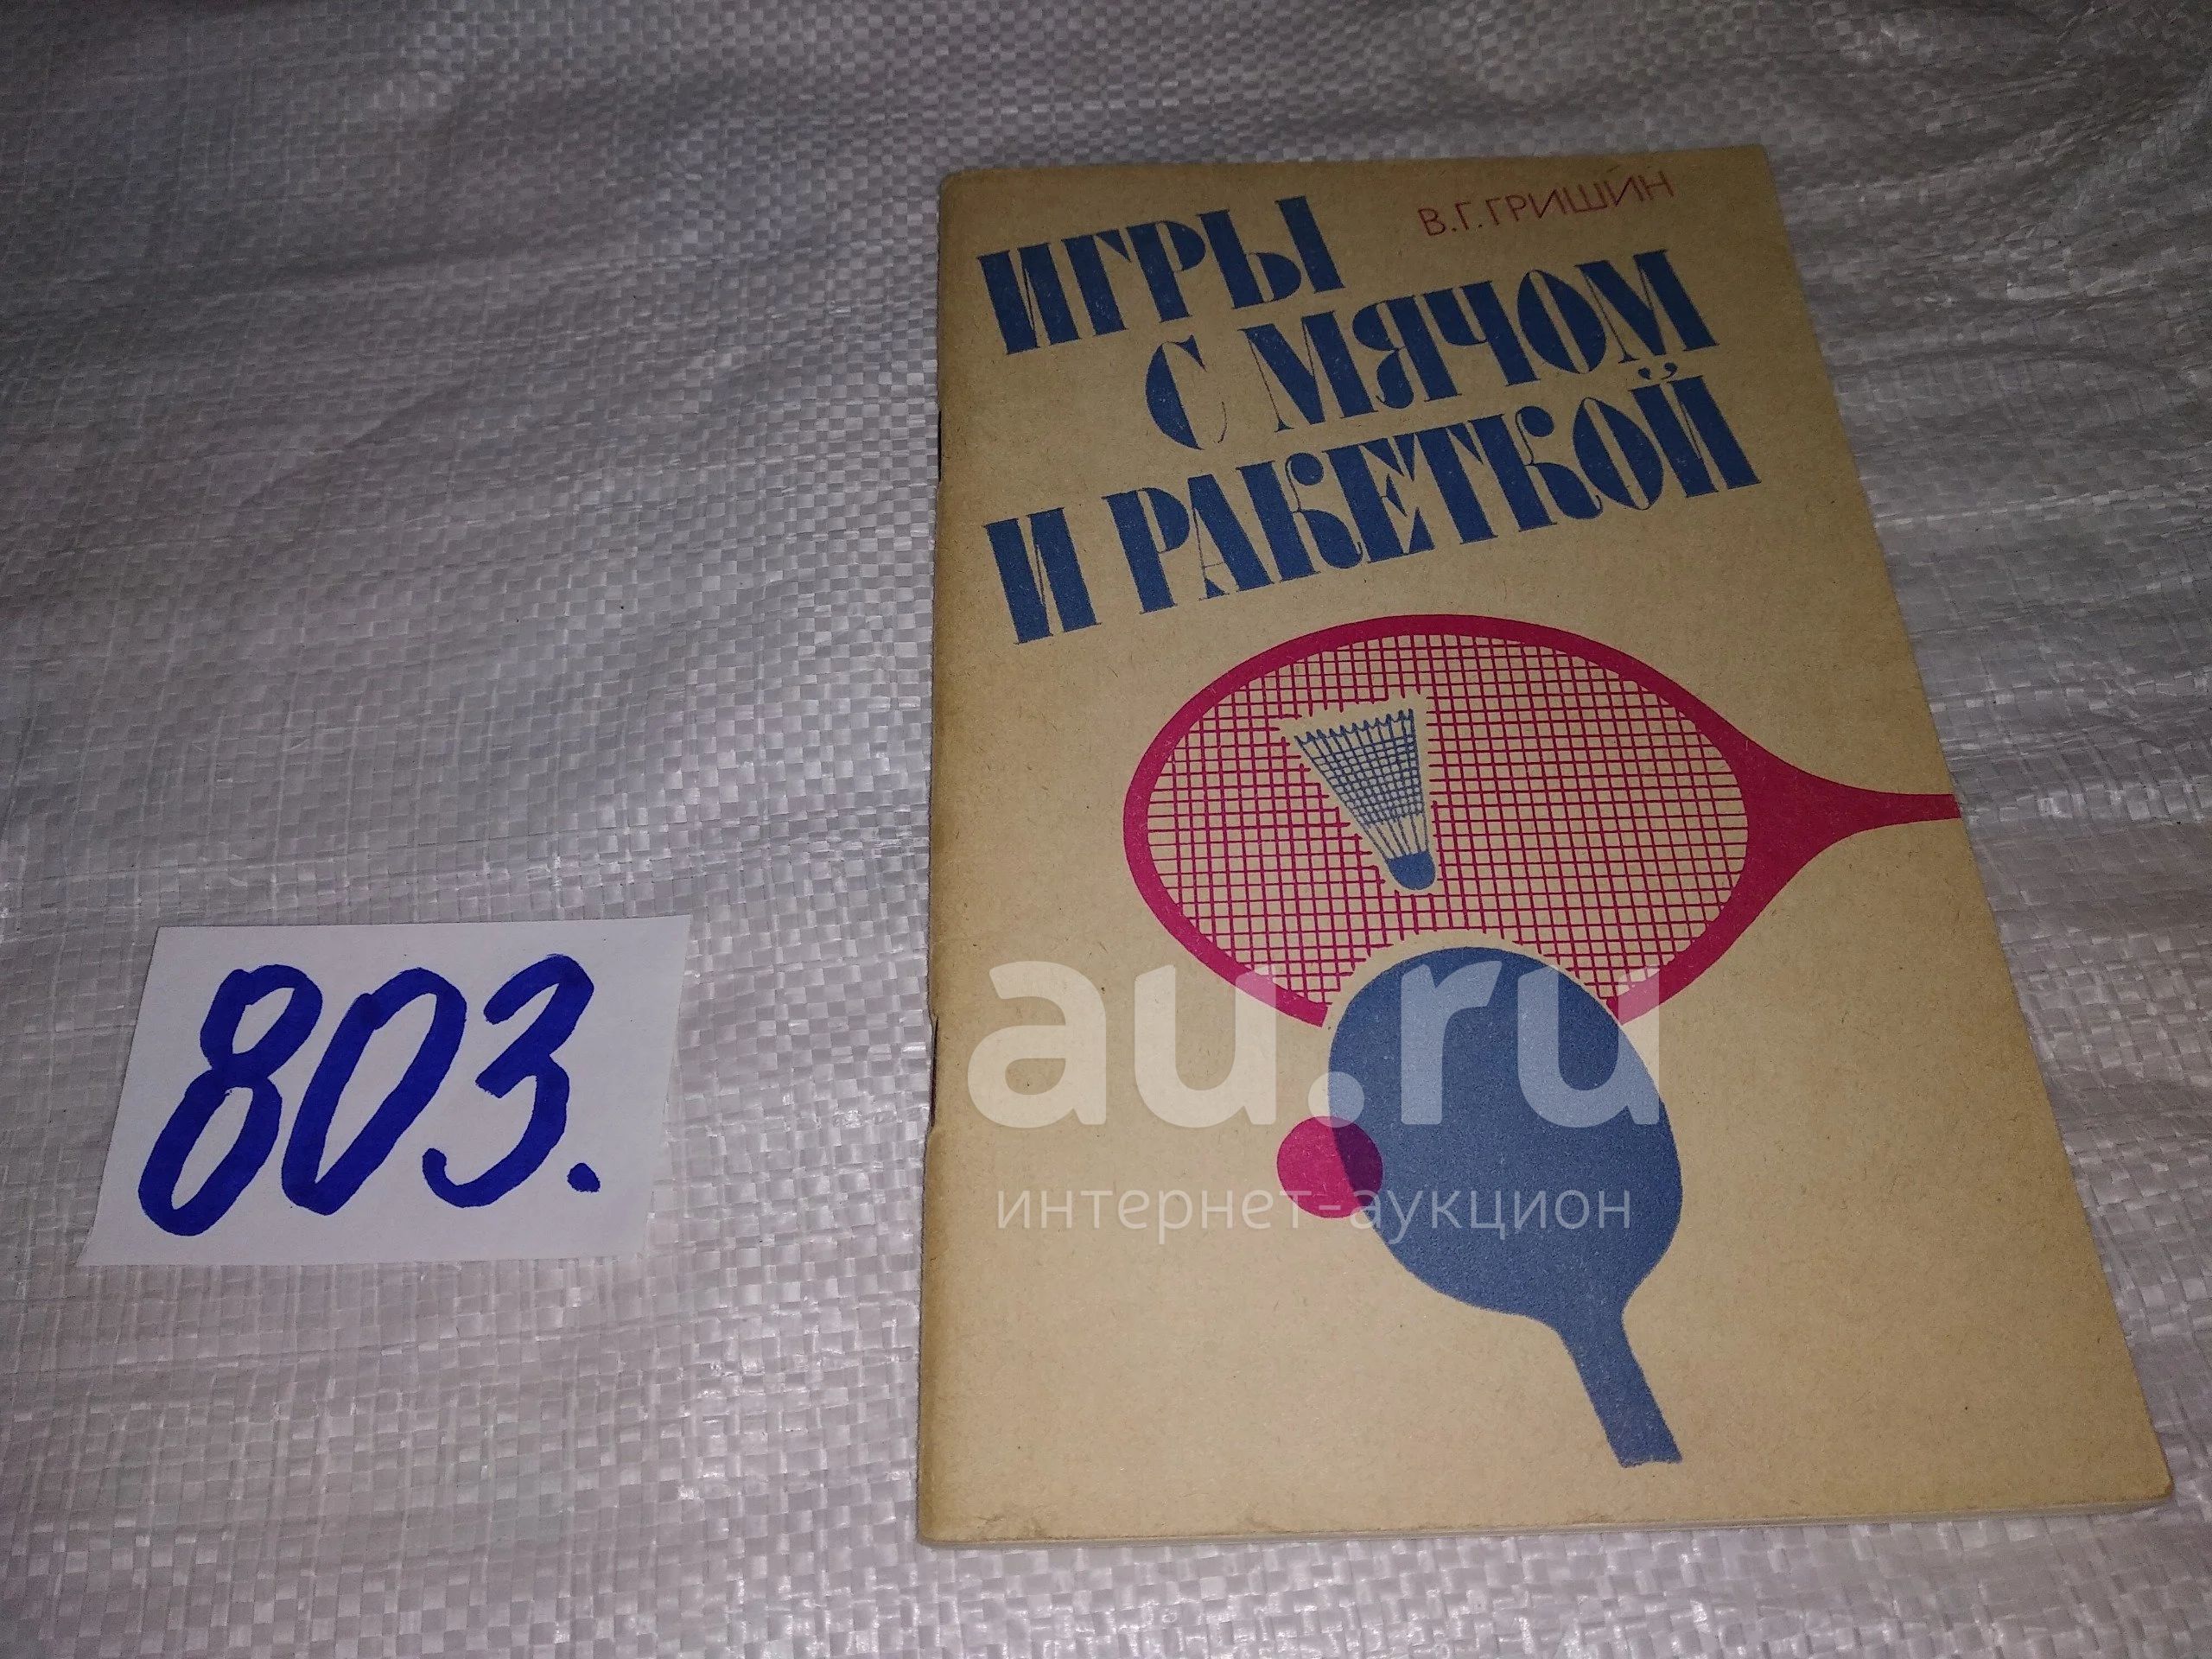 В.Г. ГРИШИН
ИГРЫ
С МЯЧОМ
И РАКЕТКОЙ
803.
au.ru
интернет-аукцион